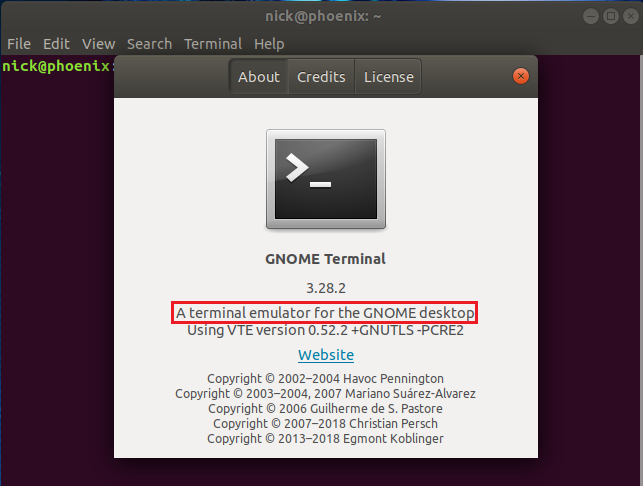 nick@phoenix: ~
File Edit View Search Terminal Help
nick@phoenix:
About Credits License
GNOME Terminal
3.28.2
A terminal emulator for the GNOME desktop
Using VTE version 0.52.2 +GNUTLS -PCRE2
Website
Copyright © 2002–2004 Havoc Pennington
Copyright © 2003–2004, 2007 Mariano Suárez-Alvarez
Copyright © 2006 Guilherme de S. Pastore
Copyright © 2007–2018 Christian Persch
Copyright © 2013–2018 Egmont Koblinger